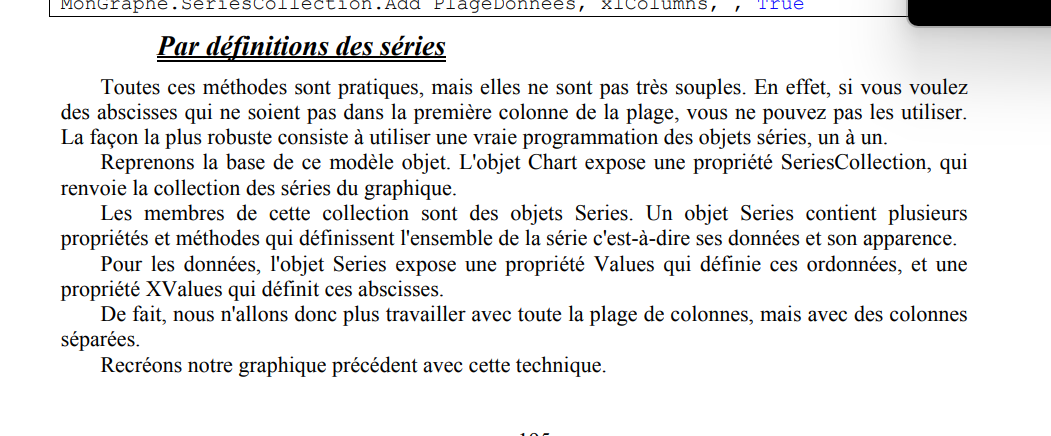 MonGraphe.SeriesCollection.Add PlageDonnees, xlColumns, , True
Par définitions des séries
Toutes ces méthodes sont pratiques, mais elles ne sont pas très souples. En effet, si vous voulez
des abscisses qui ne soient pas dans la première colonne de la plage, vous ne pouvez pas les utiliser.
La façon la plus robuste consiste à utiliser une vraie programmation des objets séries, un à un.
Reprenons la base de ce modèle objet. L'objet Chart expose une propriété SeriesCollection, qui
renvoie la collection des séries du graphique.
Les membres de cette collection sont des objets Series. Un objet Series contient plusieurs
propriétés et méthodes qui définissent l'ensemble de la série c'est-à-dire ses données et son apparence.
Pour les données, l'objet Series expose une propriété Values qui définie ces ordonnées, et une
propriété XValues qui définit ces abscisses.
De fait, nous n'allons donc plus travailler avec toute la plage de colonnes, mais avec des colonnes
séparées.
Recréons notre graphique précédent avec cette technique.